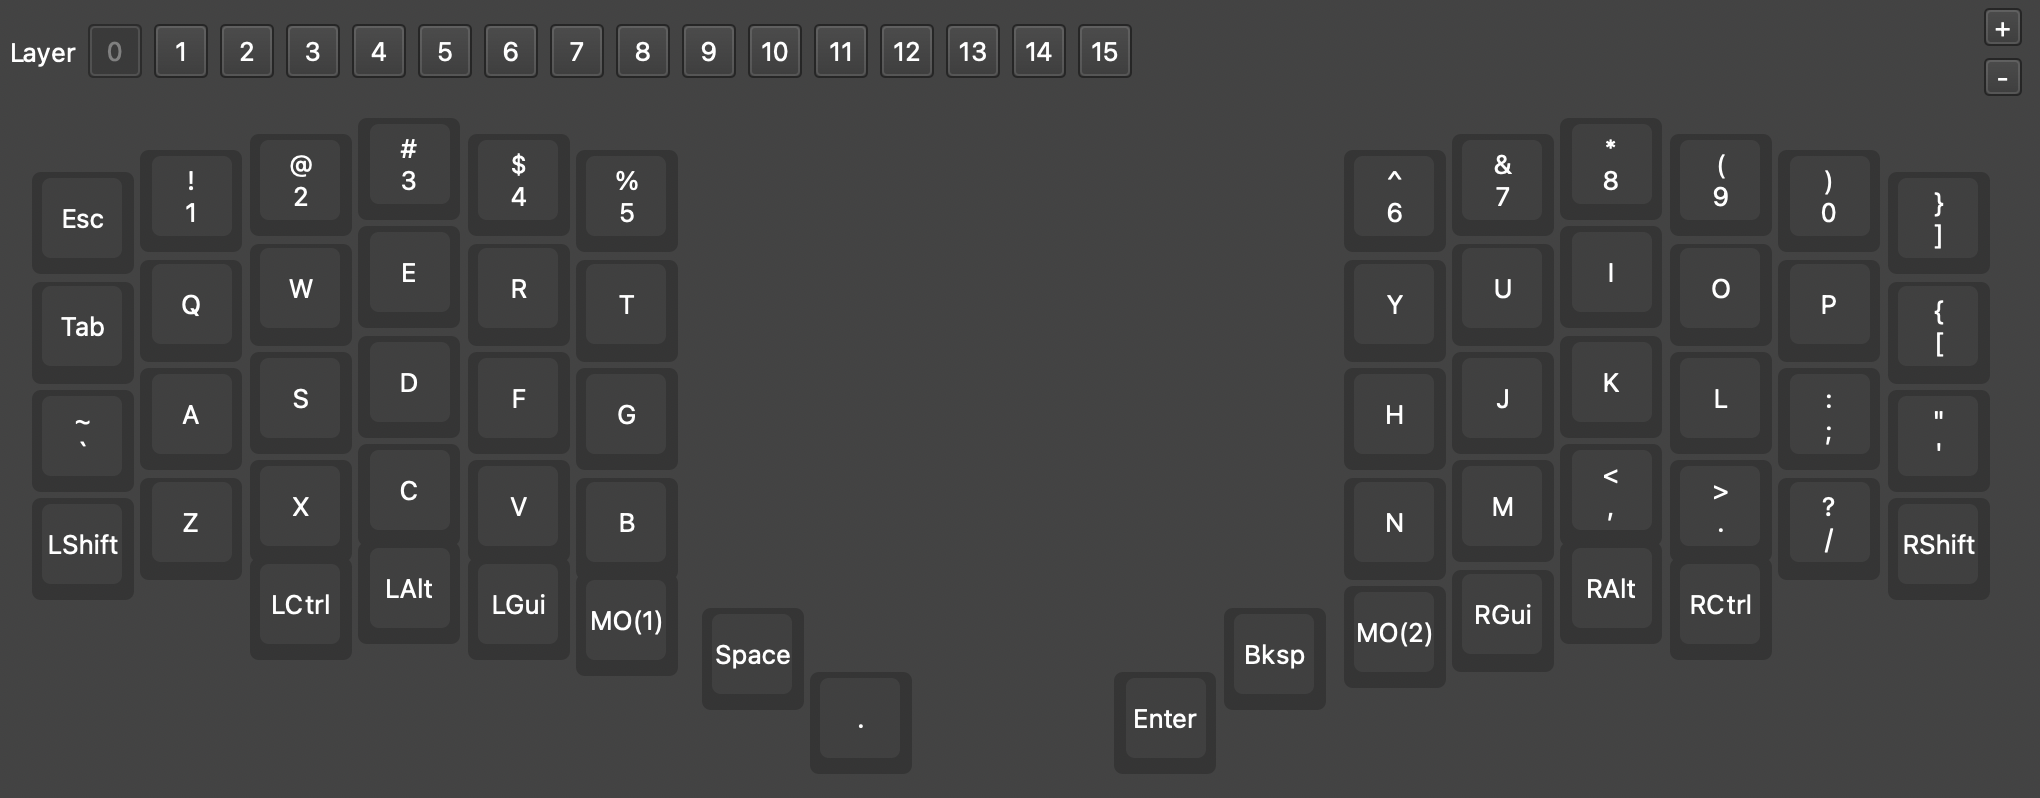 Layer 0 1 2 3 4 5 6 7 8 9 10 11 12 13 14 15
+
-
Esc ! @ # $ % ^ & * ( ) }
1 2 3 4 5 6 7 8 9 0 ]
Tab Q W E R T Y U I O P {
[
~ A S D F G H J K L : "
` ; '
LShift Z X C V B N M < > ? RShift
, . /
LCtrl LAlt LGui MO(1) Space . Enter Bksp MO(2) RGui RAlt RCtrl